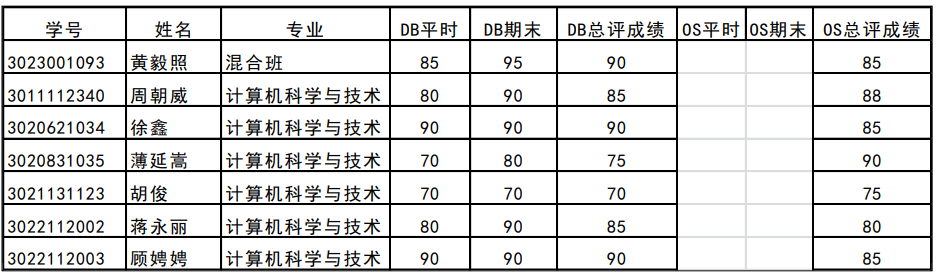 学号 姓名 专业 DB平时 DB期末 DB总评成绩 OS平时 OS期末 OS总评成绩
3023001093 黄毅照 混合班 85 95 90 85
3011112340 周朝威 计算机科学与技术 80 90 85 88
3020621034 徐鑫 计算机科学与技术 90 90 90 85
3020831035 薄延嵩 计算机科学与技术 70 80 75 90
3021131123 胡俊 计算机科学与技术 70 70 70 75
3022112002 蒋永丽 计算机科学与技术 80 90 85 80
3022112003 顾娉娉 计算机科学与技术 90 90 90 85